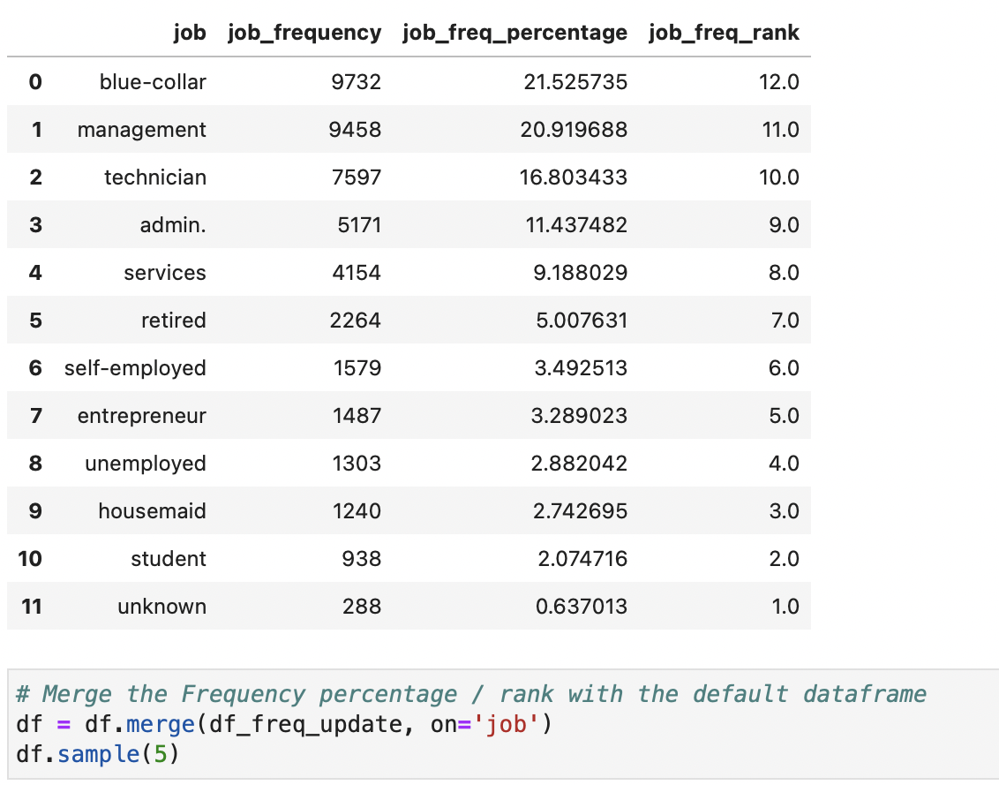 job job_frequency job_freq_percentage job_freq_rank
0 blue-collar 9732 21.525735 12.0
1 management 9458 20.919688 11.0
2 technician 7597 16.803433 10.0
3 admin. 5171 11.437482 9.0
4 services 4154 9.188029 8.0
5 retired 2264 5.007631 7.0
6 self-employed 1579 3.492513 6.0
7 entrepreneur 1487 3.289023 5.0
8 unemployed 1303 2.882042 4.0
9 housemaid 1240 2.742695 3.0
10 student 938 2.074716 2.0
11 unknown 288 0.637013 1.0
# Merge the Frequency percentage / rank with the default dataframe
df = df.merge(df_freq_update, on='job')
df.sample(5)